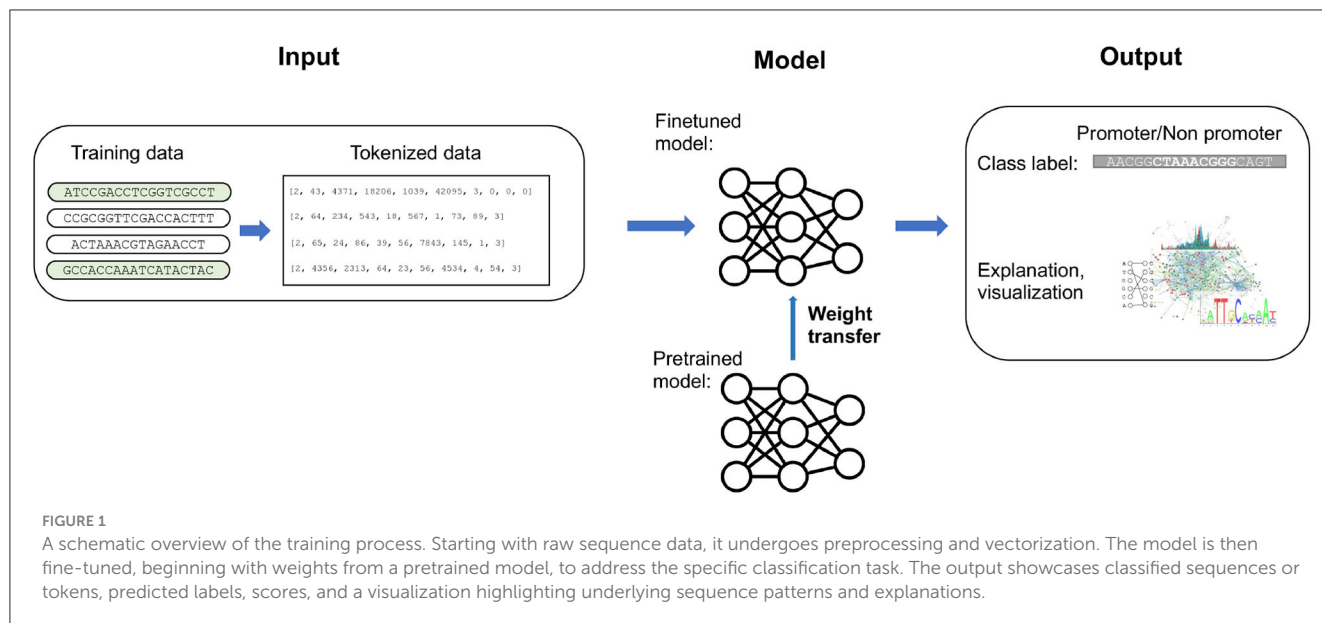 Input
Model
Output
Training data
Tokenized data
ATCCGACCTCGGTCGCCT
CCGCGGTTCGACCACTTT
ACTAAACGTAGAACCT
GCCACCAAATCATACTAC
[2, 43, 4371, 18206, 1039, 42095, 3, 0, 0, 0]
[2, 64, 234, 543, 18, 567, 1, 73, 89, 3]
[2, 65, 24, 86, 39, 56, 7843, 145, 1, 3]
[2, 4356, 2313, 64, 23, 56, 4534, 4, 54, 3]
Finetuned
model:
Weight
transfer
Pretrained
model:
Promoter/Non promoter
Class label:
AACGGCTAAACGGGCAGT
Explanation,
visualization
FIGURE 1
A schematic overview of the training process. Starting with raw sequence data, it undergoes preprocessing and vectorization. The model is then
fine-tuned, beginning with weights from a pretrained model, to address the specific classification task. The output showcases classified sequences or
tokens, predicted labels, scores, and a visualization highlighting underlying sequence patterns and explanations.